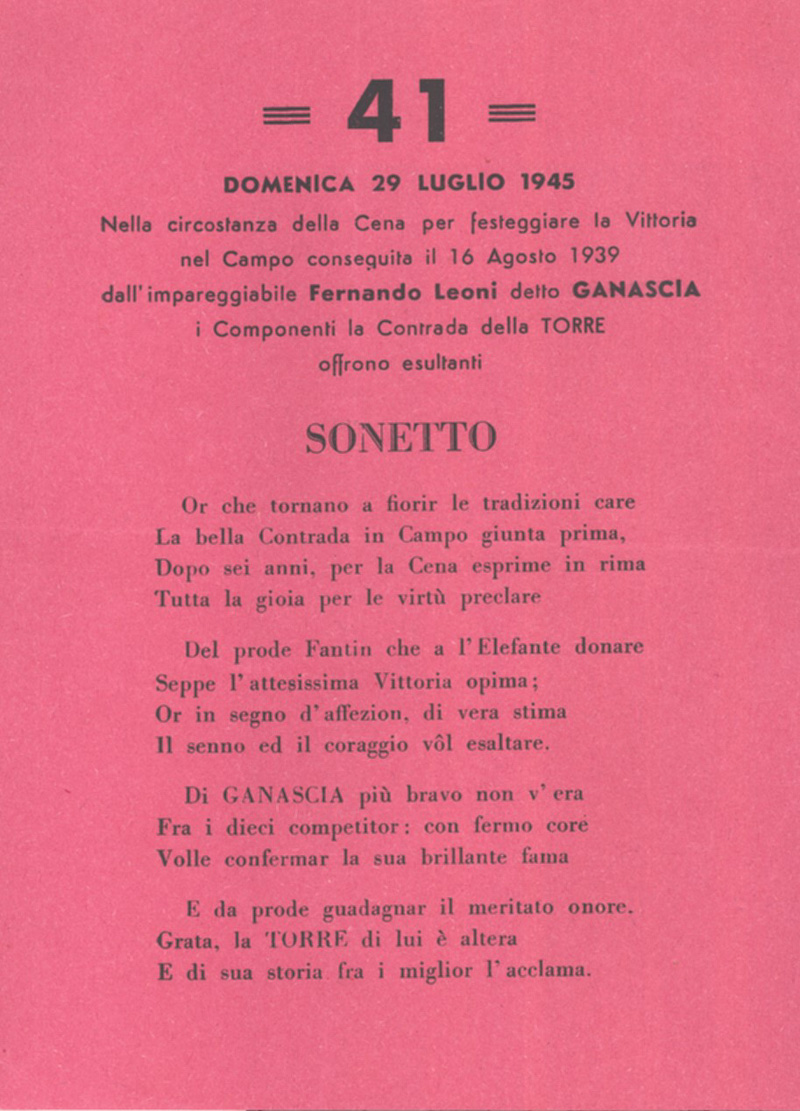 41
DOMENICA 29 LUGLIO 1945
Nella circostanza della Cena per festeggiare la Vittoria
nel Campo conseguita il 16 Agosto 1939
dall'impareggiabile Fernando Leoni detto GANASCIA
i Componenti la Contrada della TORRE
offrono esultanti
SONETTO
Or che tornano a fiorir le tradizioni care
La bella Contrada in Campo giunta prima,
Dopo sei anni, per la Cena esprime in rima
Tutta la gioia per le virtù preclare
Del prode Fantin che a l'Elefante donare
Seppe l'attesissima Vittoria opima;
Or in segno d'affezion, di vera stima
Il senno ed il coraggio vôl esaltare.
Di GANASCIA più bravo non v'era
Fra i dieci competitor: con fermo core
Volle confermar la sua brillante fama
E da prode guadagnar il meritato onore.
Grata, la TORRE di lui è altera
E di sua storia fra i miglior l'acclama.